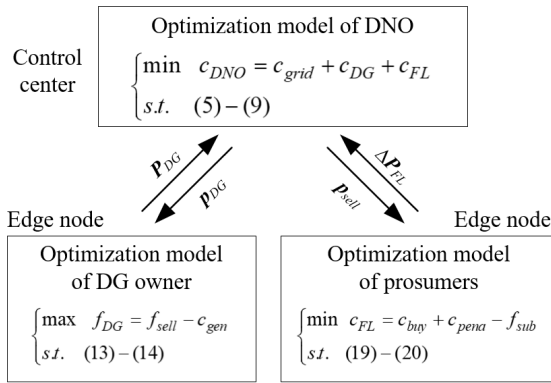 Optimization model of DNO
Control
center
min c_DNO = c_grid + c_DG + c_FL
s.t. (5) − (9)
P_DG
p_DG
ΔP_FL
p_sell
Edge node
Edge node
Optimization model
of DG owner
max f_DG = f_sell − c_gen
s.t. (13) − (14)
Optimization model
of prosumers
min c_FL = c_buy + c_pena − f_sub
s.t. (19) − (20)